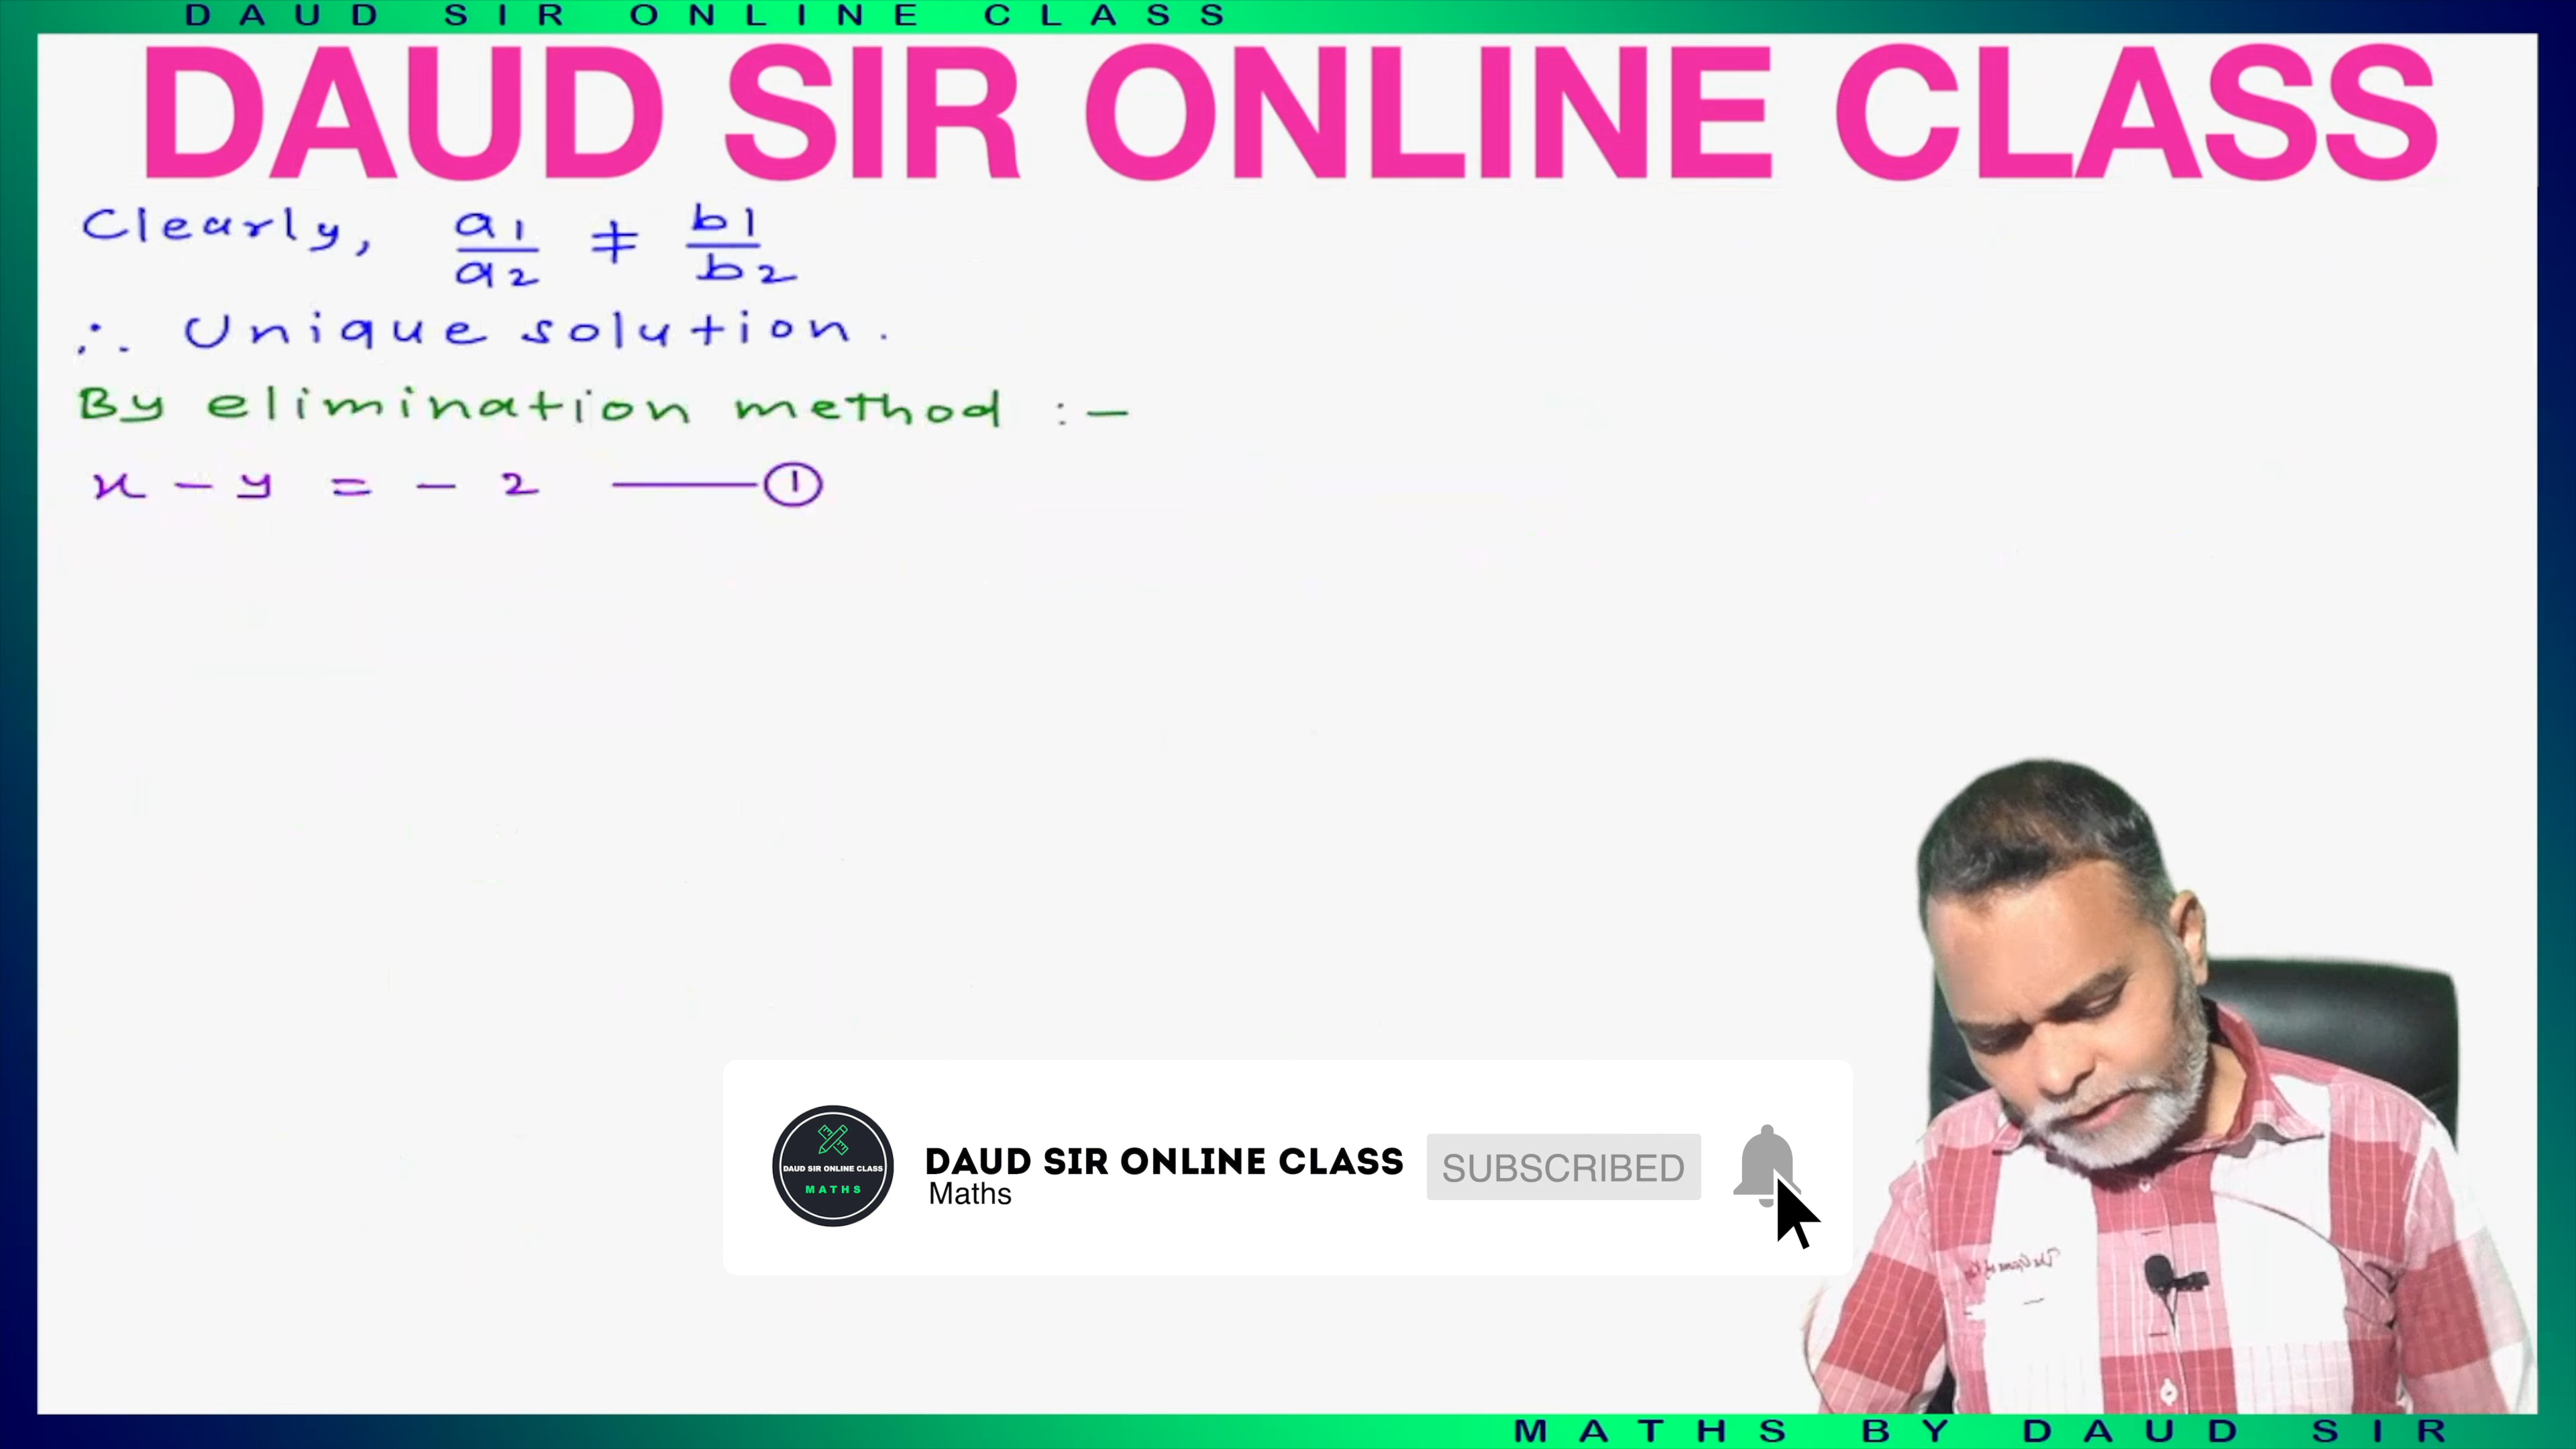 DAUD SIR ONLINE CLASS
DAUD SIR ONLINE CLASS
Clearly, a1/a2 ≠ b1/b2
∴ Unique solution.
By elimination method :-
x - y = - 2 —— ①
DAUD SIR ONLINE CLASS
MATHS
DAUD SIR ONLINE CLASS
Maths
SUBSCRIBED
MATHS BY DAUD SIR